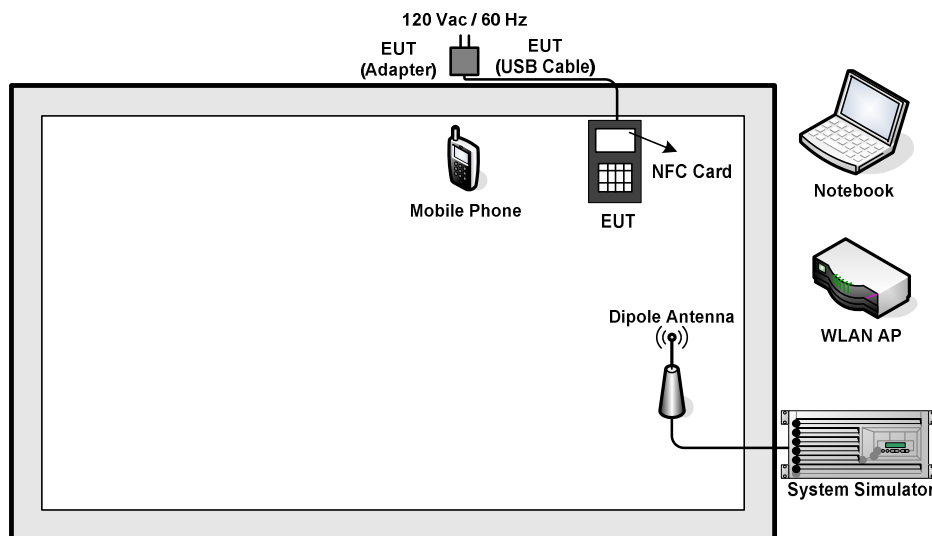 120 Vac / 60 Hz
EUT
(Adapter)
EUT
(USB Cable)
NFC Card
Mobile Phone
EUT
Notebook
Dipole Antenna
WLAN AP
System Simulator